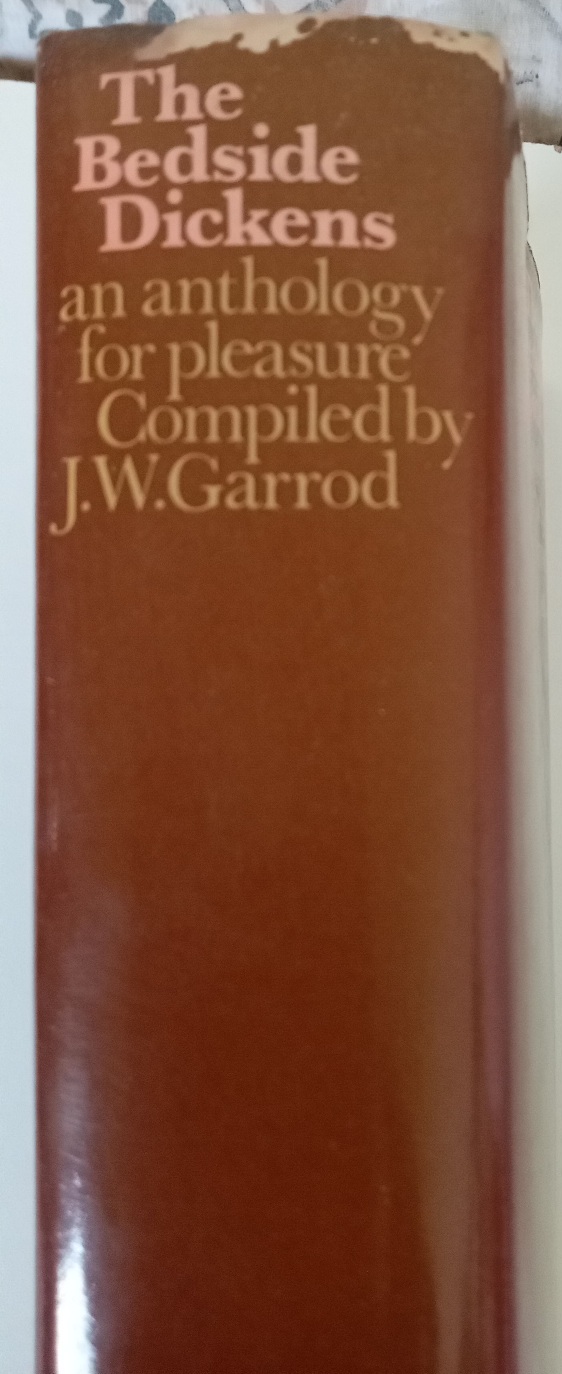 The
Bedside
Dickens
an anthology
for pleasure
Compiled by
J.W.Garrod